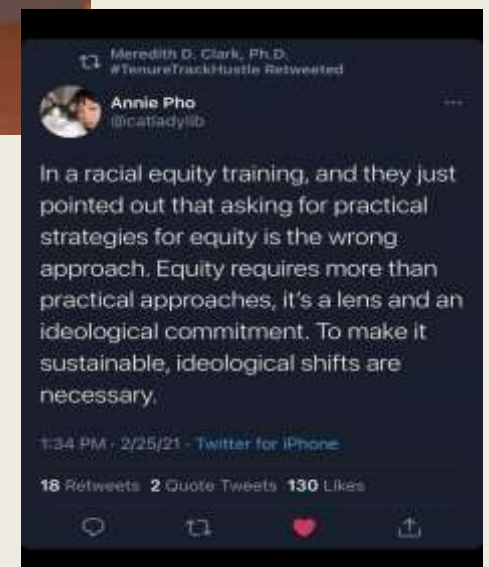 Meredith D. Clark, Ph.D.
#TenureTrackHustle Retweeted
Annie Pho
@catladylib
In a racial equity training, and they just
pointed out that asking for practical
strategies for equity is the wrong
approach. Equity requires more than
practical approaches, it's a lens and an
ideological commitment. To make it
sustainable, ideological shifts are
necessary.
1:34 PM · 2/25/21 · Twitter for iPhone
18 Retweets 2 Quote Tweets 130 Likes